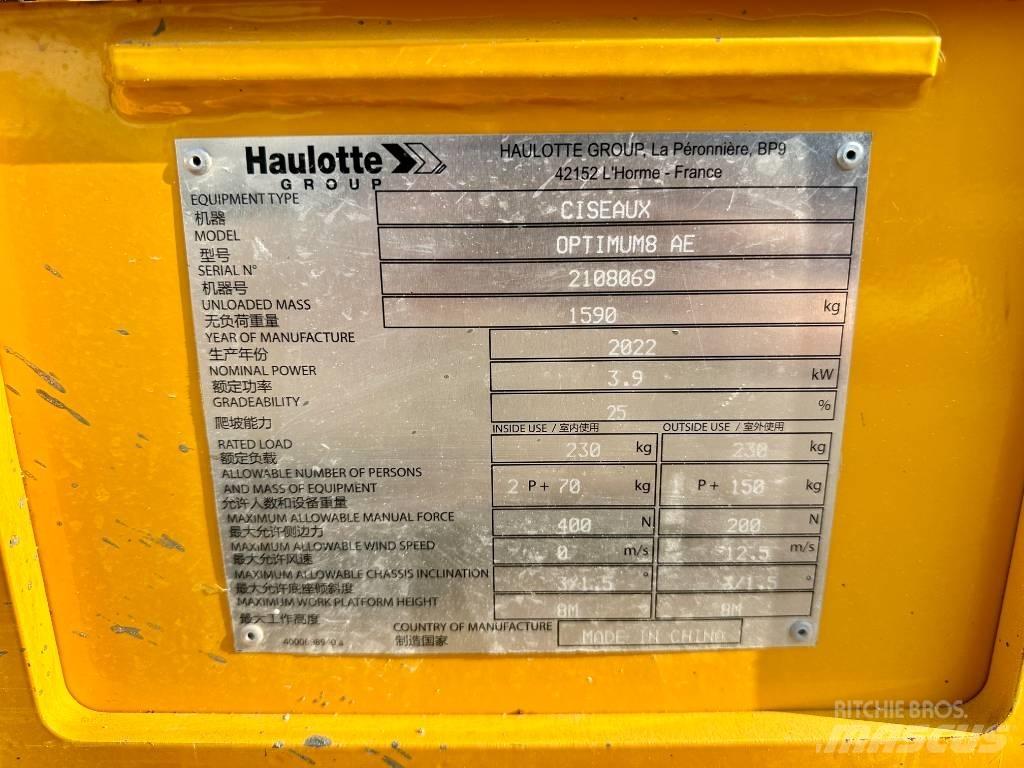 Haulotte
GROUP
HAULOTTE GROUP, La Péronnière, BP9
42152 L'Horme - France
EQUIPMENT TYPE CISEAUX
机器
MODEL OPTIMUM8 AE
型号
SERIAL N° 2108069
机器号
UNLOADED MASS 1590 kg
无负荷重量
YEAR OF MANUFACTURE 2022
生产年份
NOMINAL POWER 3.9 kW
额定功率
GRADEABILITY 25 %
爬坡能力
INSIDE USE / 室内使用 OUTSIDE USE / 室外使用
RATED LOAD 230 kg 230 kg
额定负载
ALLOWABLE NUMBER OF PERSONS
AND MASS OF EQUIPMENT 2 P + 70 kg 1 P + 150 kg
允许人数和设备重量
MAXIMUM ALLOWABLE MANUAL FORCE 400 N 200 N
最大允许侧边力
MAXIMUM ALLOWABLE WIND SPEED 0 m/s 12.5 m/s
最大允许风速
MAXIMUM ALLOWABLE CHASSIS INCLINATION 3/1.5 ° 3/1.5 °
最大允许底座倾斜度
MAXIMUM WORK PLATFORM HEIGHT 8M 8M
最大工作高度
COUNTRY OF MANUFACTURE MADE IN CHINA
制造国家
RITCHIE BROS.
MASCUS